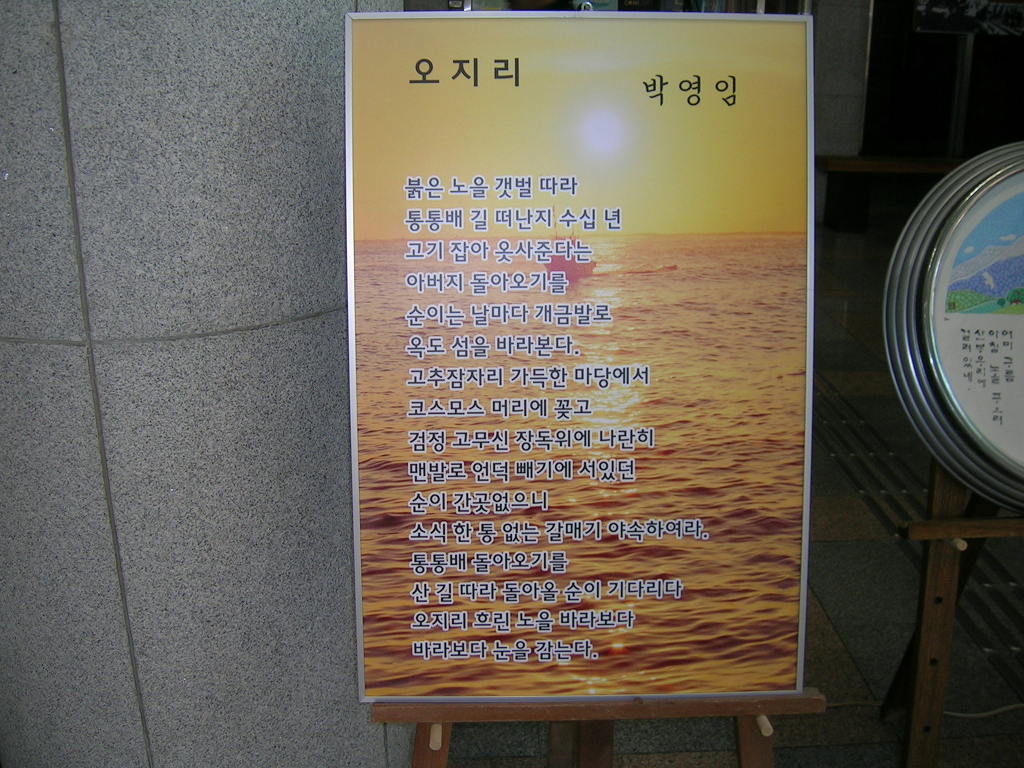 오지리
박영임
붉은 노을 갯벌 따라
통통배 길 떠난지 수십 년
고기 잡아 옷사준다는
아버지 돌아오기를
순이는 날마다 개금발로
옥도 섬을 바라본다.
고추잠자리 가득한 마당에서
코스모스 머리에 꽂고
검정 고무신 장독위에 나란히
맨발로 언덕 빼기에 서있던
순이 간곳없으니
소식 한 통 없는 갈매기 야속하여라.
통통배 돌아오기를
산 길 따라 돌아올 순이 기다리다
오지리 흐린 노을 바라보다
바라보다 눈을 감는다.